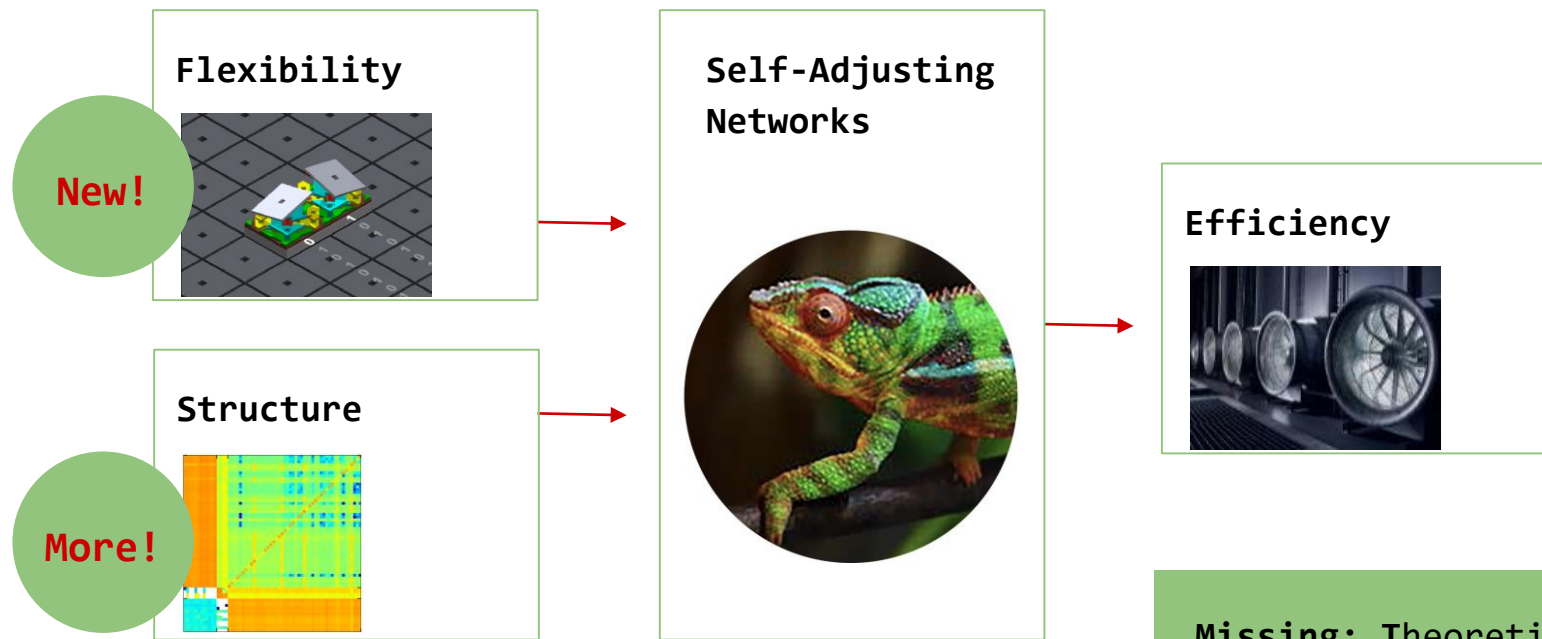 Flexibility
New!
Structure
More!
Self-Adjusting
Networks
Efficiency
Missing: